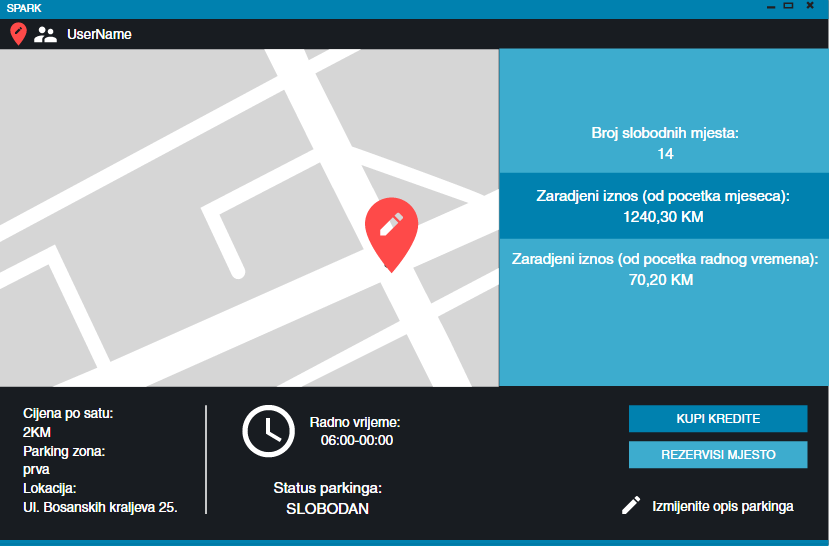 SPARK
UserName
Broj slobodnih mjesta:
14
Zaradjeni iznos (od pocetka mjeseca):
1240,30 KM
Zaradjeni iznos (od pocetka radnog vremena):
70,20 KM
Cijena po satu:
2KM
Parking zona:
prva
Lokacija:
Ul. Bosanskih kraljeva 25.
Radno vrijeme:
06:00-00:00
Status parkinga:
SLOBODAN
KUPI KREDITE
REZERVISI MJESTO
Izmijenite opis parkinga